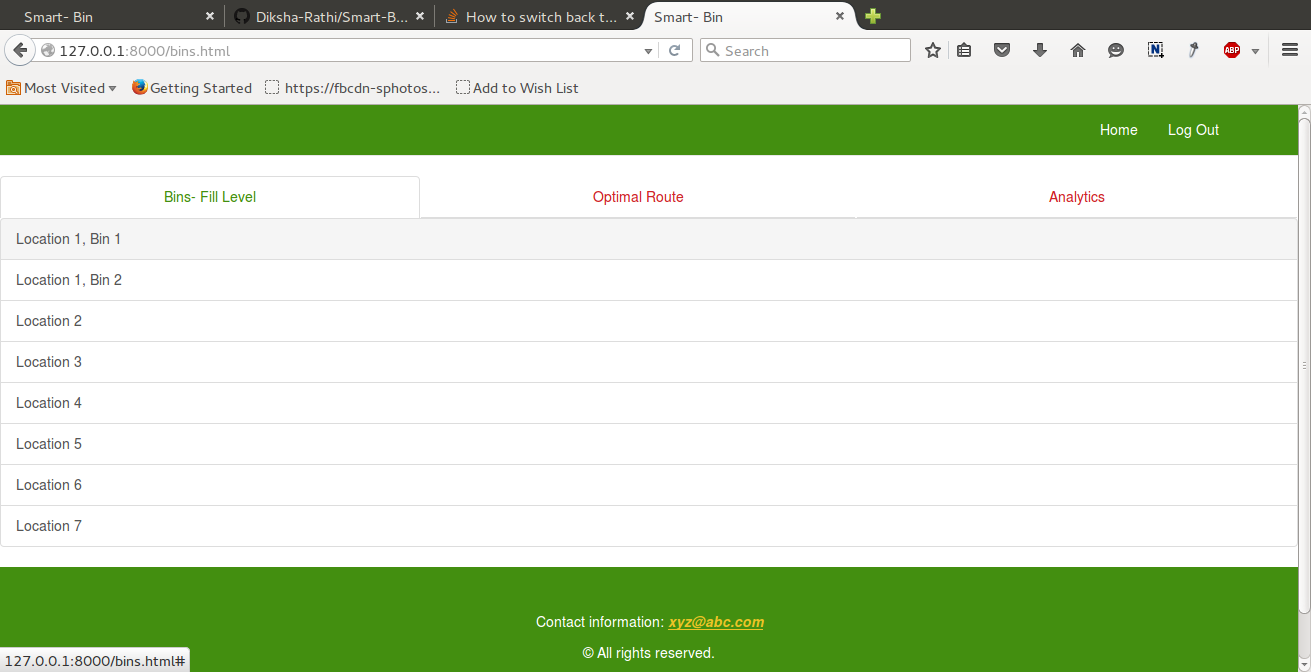 Smart- Bin Diksha-Rathi/Smart-B... How to switch back t... Smart- Bin
127.0.0.1:8000/bins.html Search ABP
Most Visited Getting Started https://fbcdn-sphotos... Add to Wish List
Home Log Out
Bins- Fill Level Optimal Route Analytics
Location 1, Bin 1
Location 1, Bin 2
Location 2
Location 3
Location 4
Location 5
Location 6
Location 7
Contact information: xyz@abc.com
© All rights reserved.
127.0.0.1:8000/bins.html#